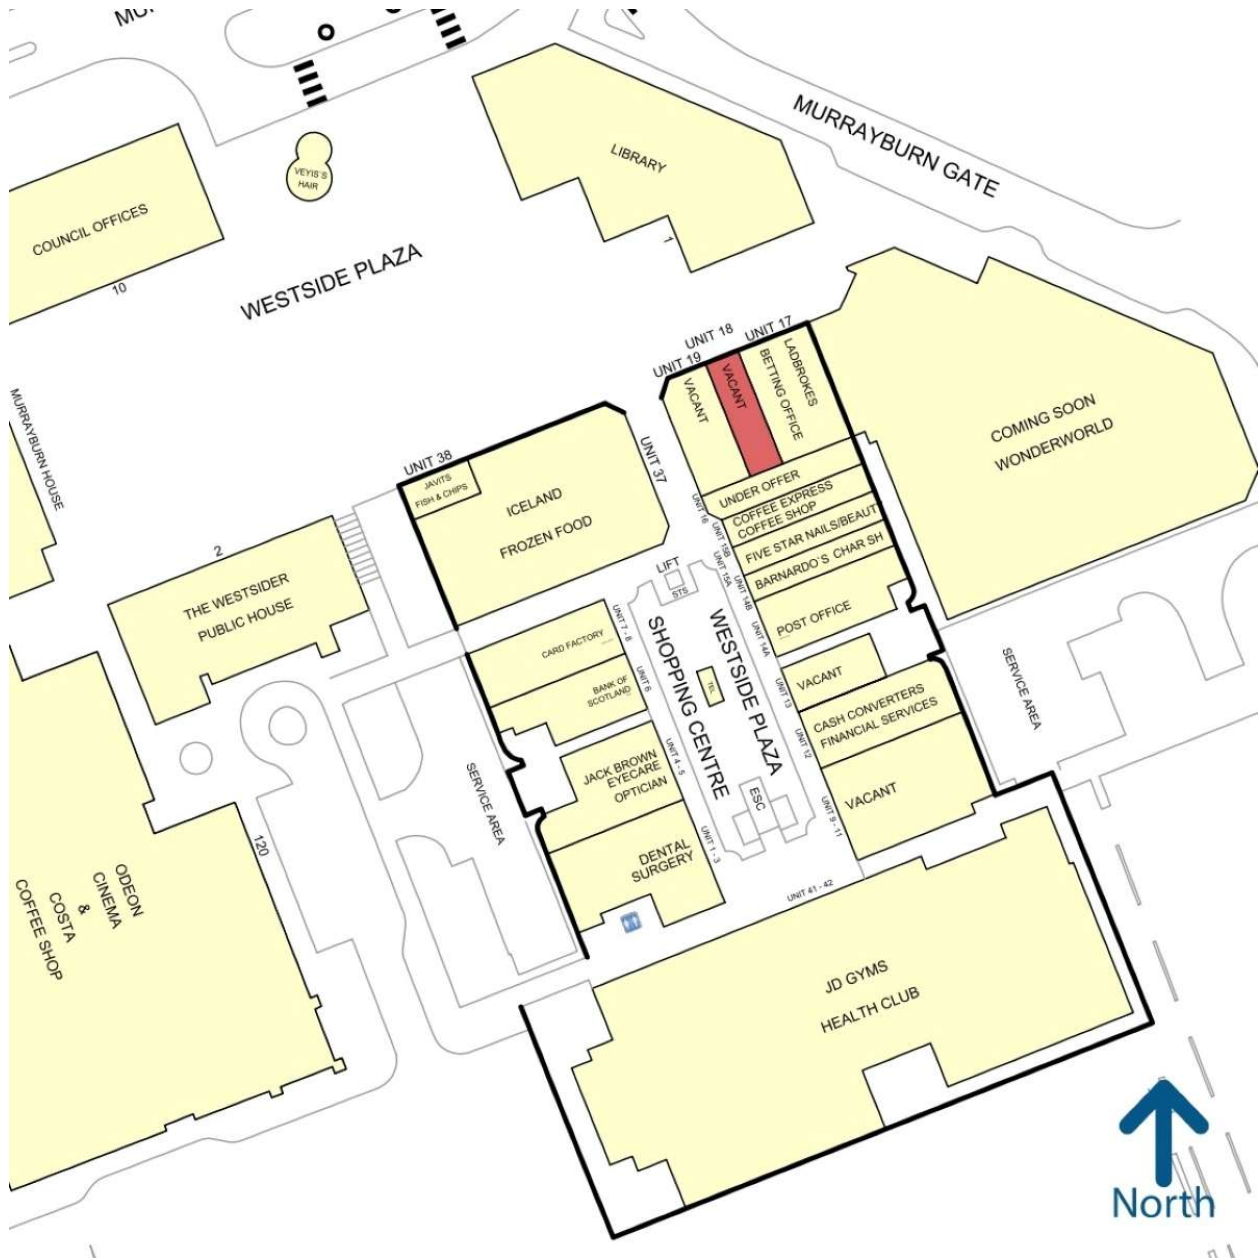 MU
MURRAYBURN GATE
LIBRARY
1
VEYIS'S
HAIR
COUNCIL OFFICES
10
WESTSIDE PLAZA
UNIT 17
UNIT 18
UNIT 19
LADBROKES
BETTING OFFICE
VACANT
VACANT
COMING SOON
WONDERWORLD
MURRAYBURN HOUSE
UNIT 38
JAVITS
FISH & CHIPS
ICELAND
FROZEN FOOD
UNIT 37
UNDER OFFER
UNIT 16
COFFEE EXPRESS
COFFEE SHOP
UNIT 15B
FIVE STAR NAILS/BEAUT
UNIT 15A
BARNARDO'S CHAR SH
UNIT 14B
POST OFFICE
UNIT 14A
2
THE WESTSIDER
PUBLIC HOUSE
LIFT
STS
CARD FACTORY
UNIT 7 - 8
BANK OF
SCOTLAND
UNIT 6
WESTSIDE PLAZA
SHOPPING CENTRE
TEL
VACANT
UNIT 13
CASH CONVERTERS
FINANCIAL SERVICES
UNIT 12
SERVICE AREA
JACK BROWN
EYECARE
OPTICIAN
UNIT 4 - 5
ESC
VACANT
UNIT 9 - 11
SERVICE AREA
DENTAL
SURGERY
UNIT 1 - 3
120
ODEON
CINEMA
&
COSTA
COFFEE SHOP
UNIT 41 - 42
JD GYMS
HEALTH CLUB
North